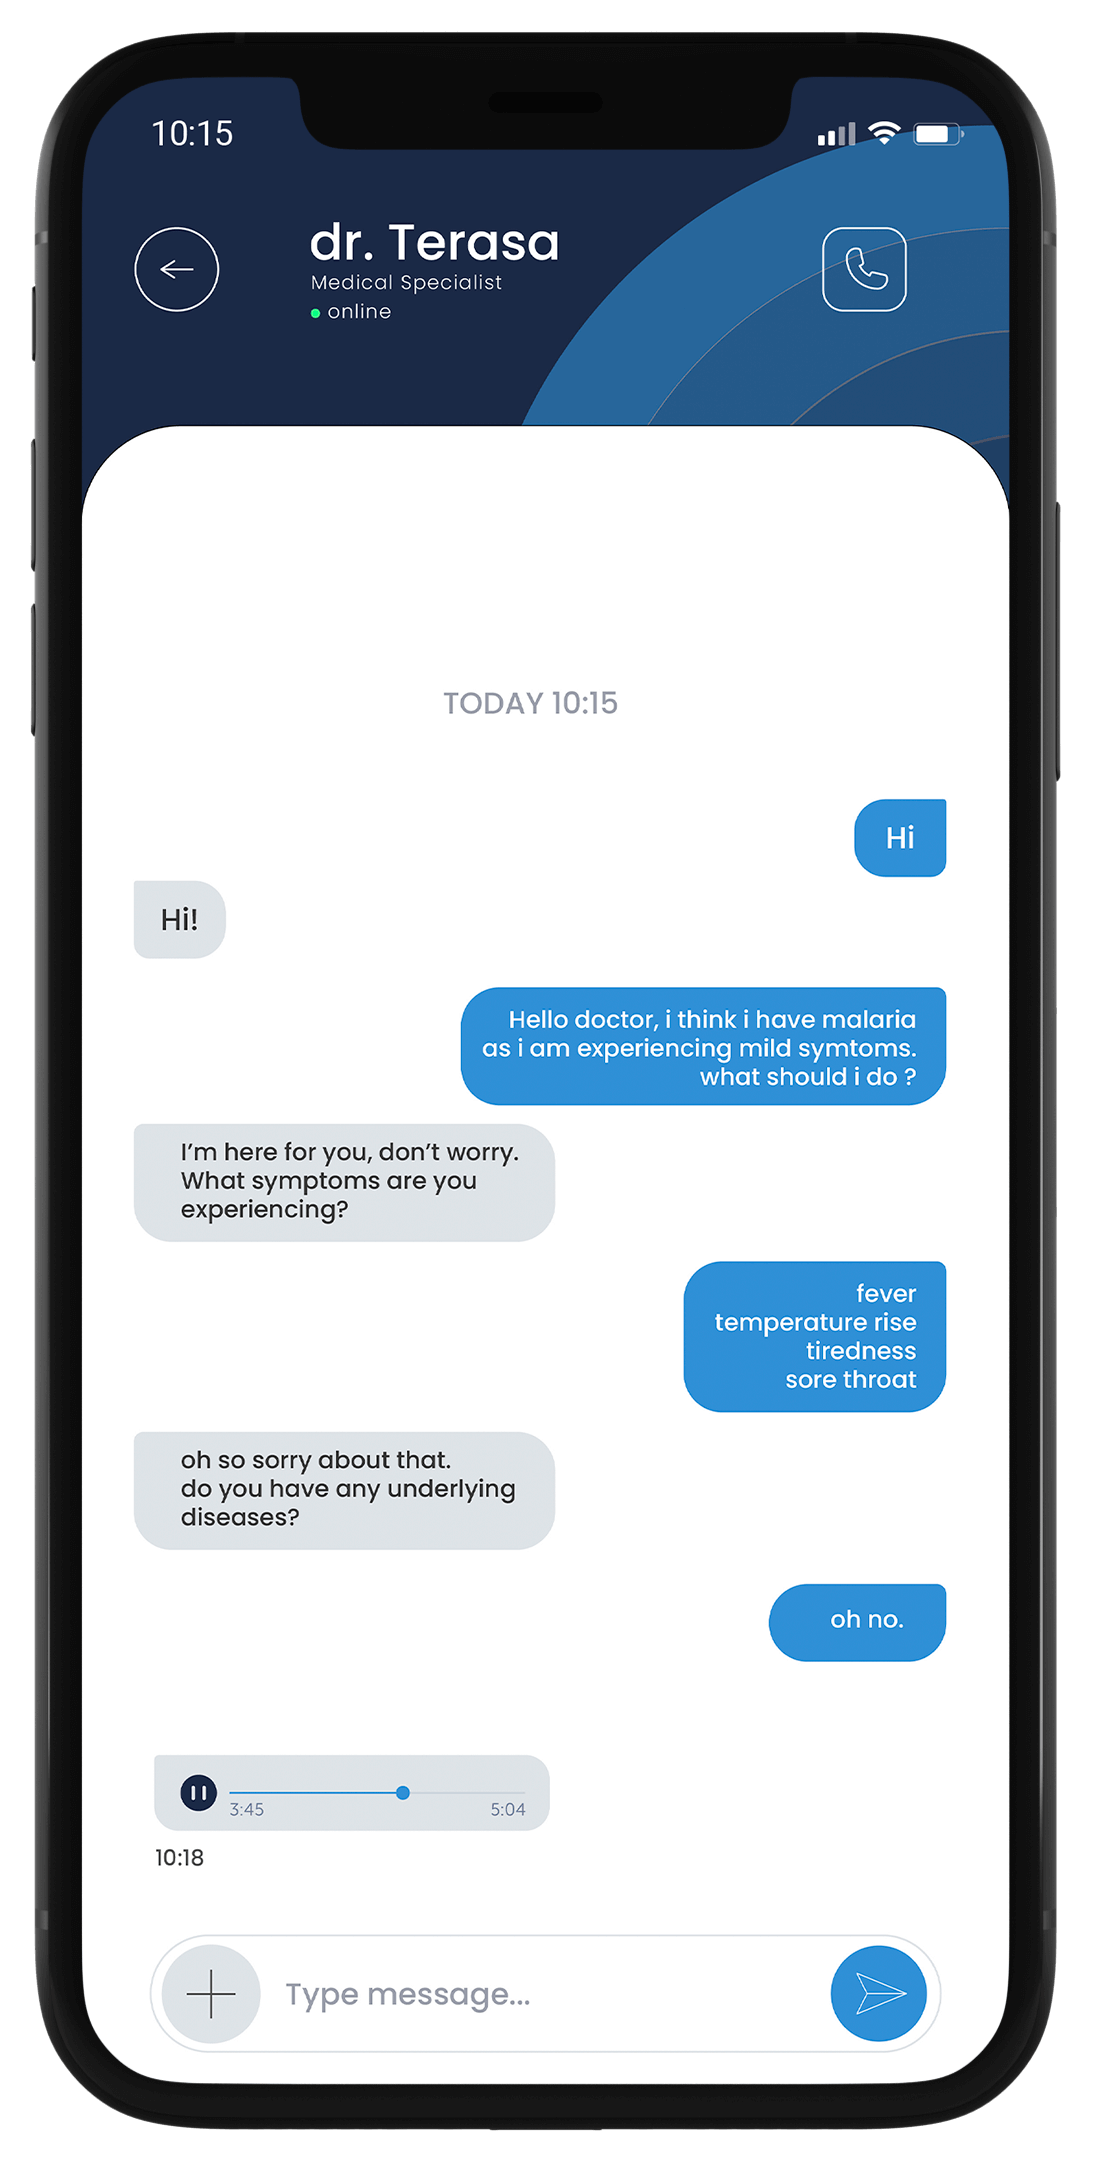 10:15
dr. Terasa
Medical Specialist
online
TODAY 10:15
Hi
Hi!
Hello doctor, i think i have malaria
as i am experiencing mild symtoms.
what should i do ?
I’m here for you, don’t worry.
What symptoms are you
experiencing?
fever
temperature rise
tiredness
sore throat
oh so sorry about that.
do you have any underlying
diseases?
oh no.
3:45 5:04
10:18
Type message...